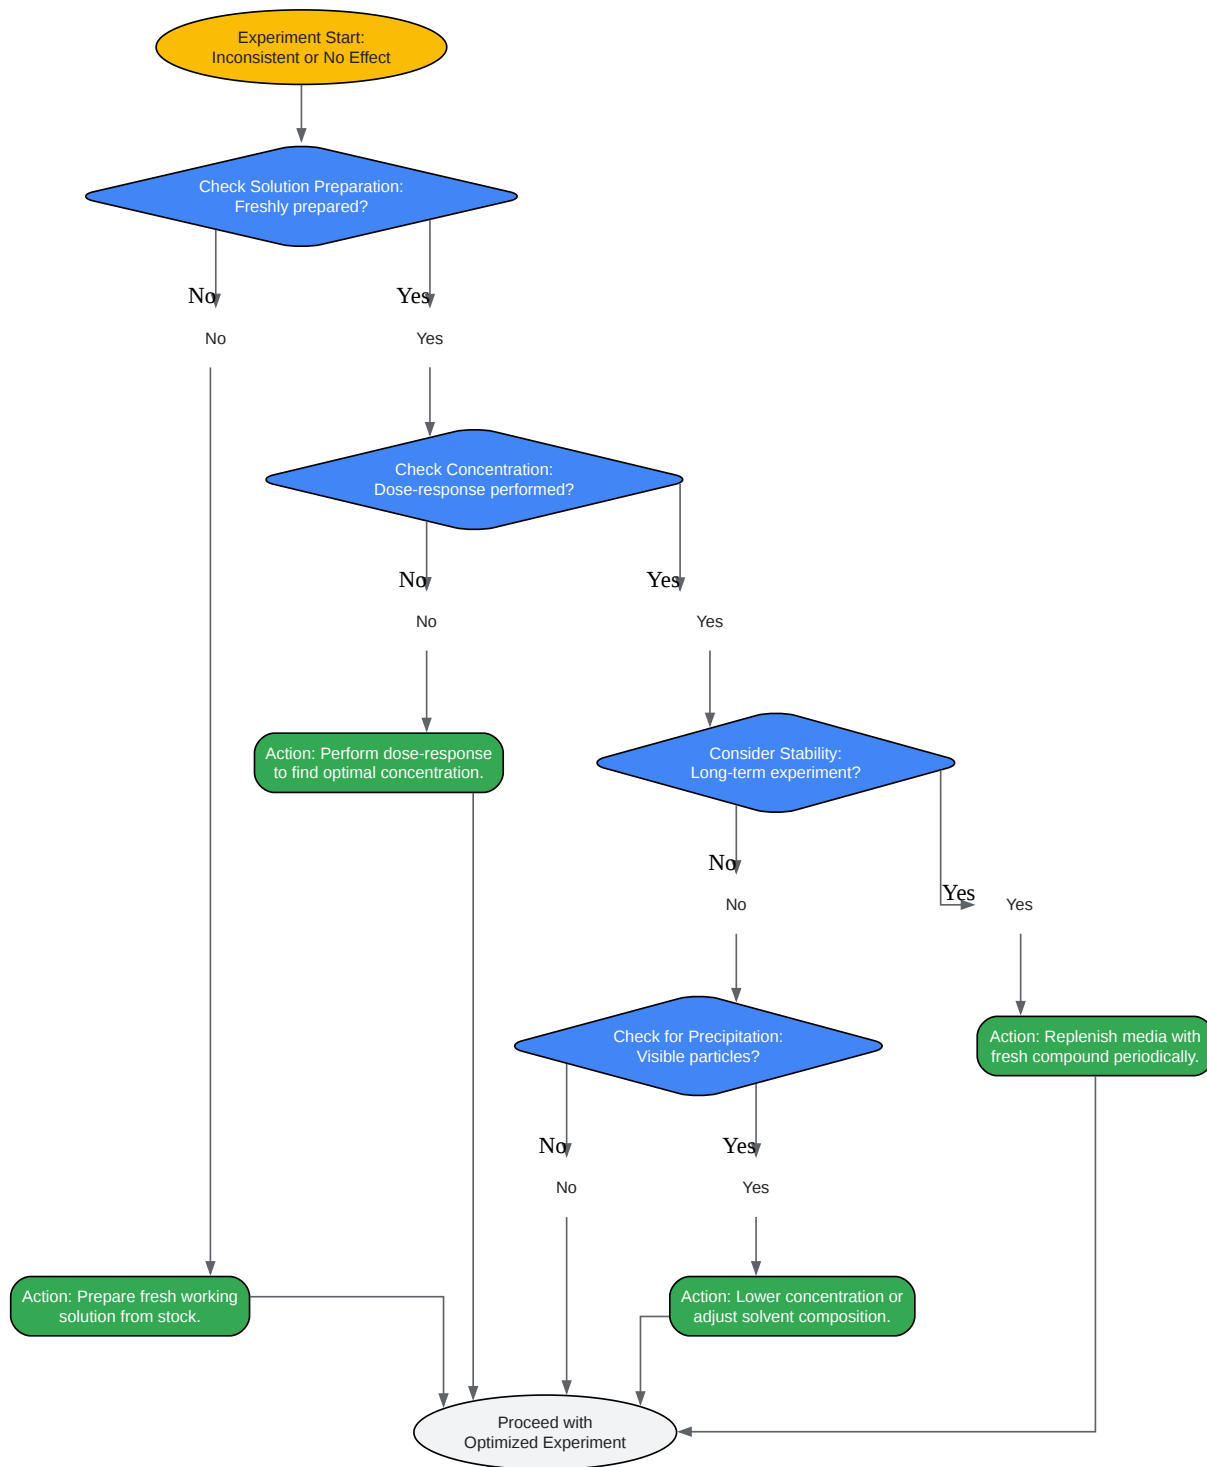 Experiment Start:
Inconsistent or No Effect
Check Solution Preparation:
Freshly prepared?
No
Yes
No
Yes
Check Concentration:
Dose-response performed?
No
Yes
No
Yes
Action: Perform dose-response
to find optimal concentration.
Consider Stability:
Long-term experiment?
No
Yes
No
Yes
Check for Precipitation:
Visible particles?
Action: Replenish media with
fresh compound periodically.
No
Yes
No
Yes
Action: Prepare fresh working
solution from stock.
Action: Lower concentration or
adjust solvent composition.
Proceed with
Optimized Experiment